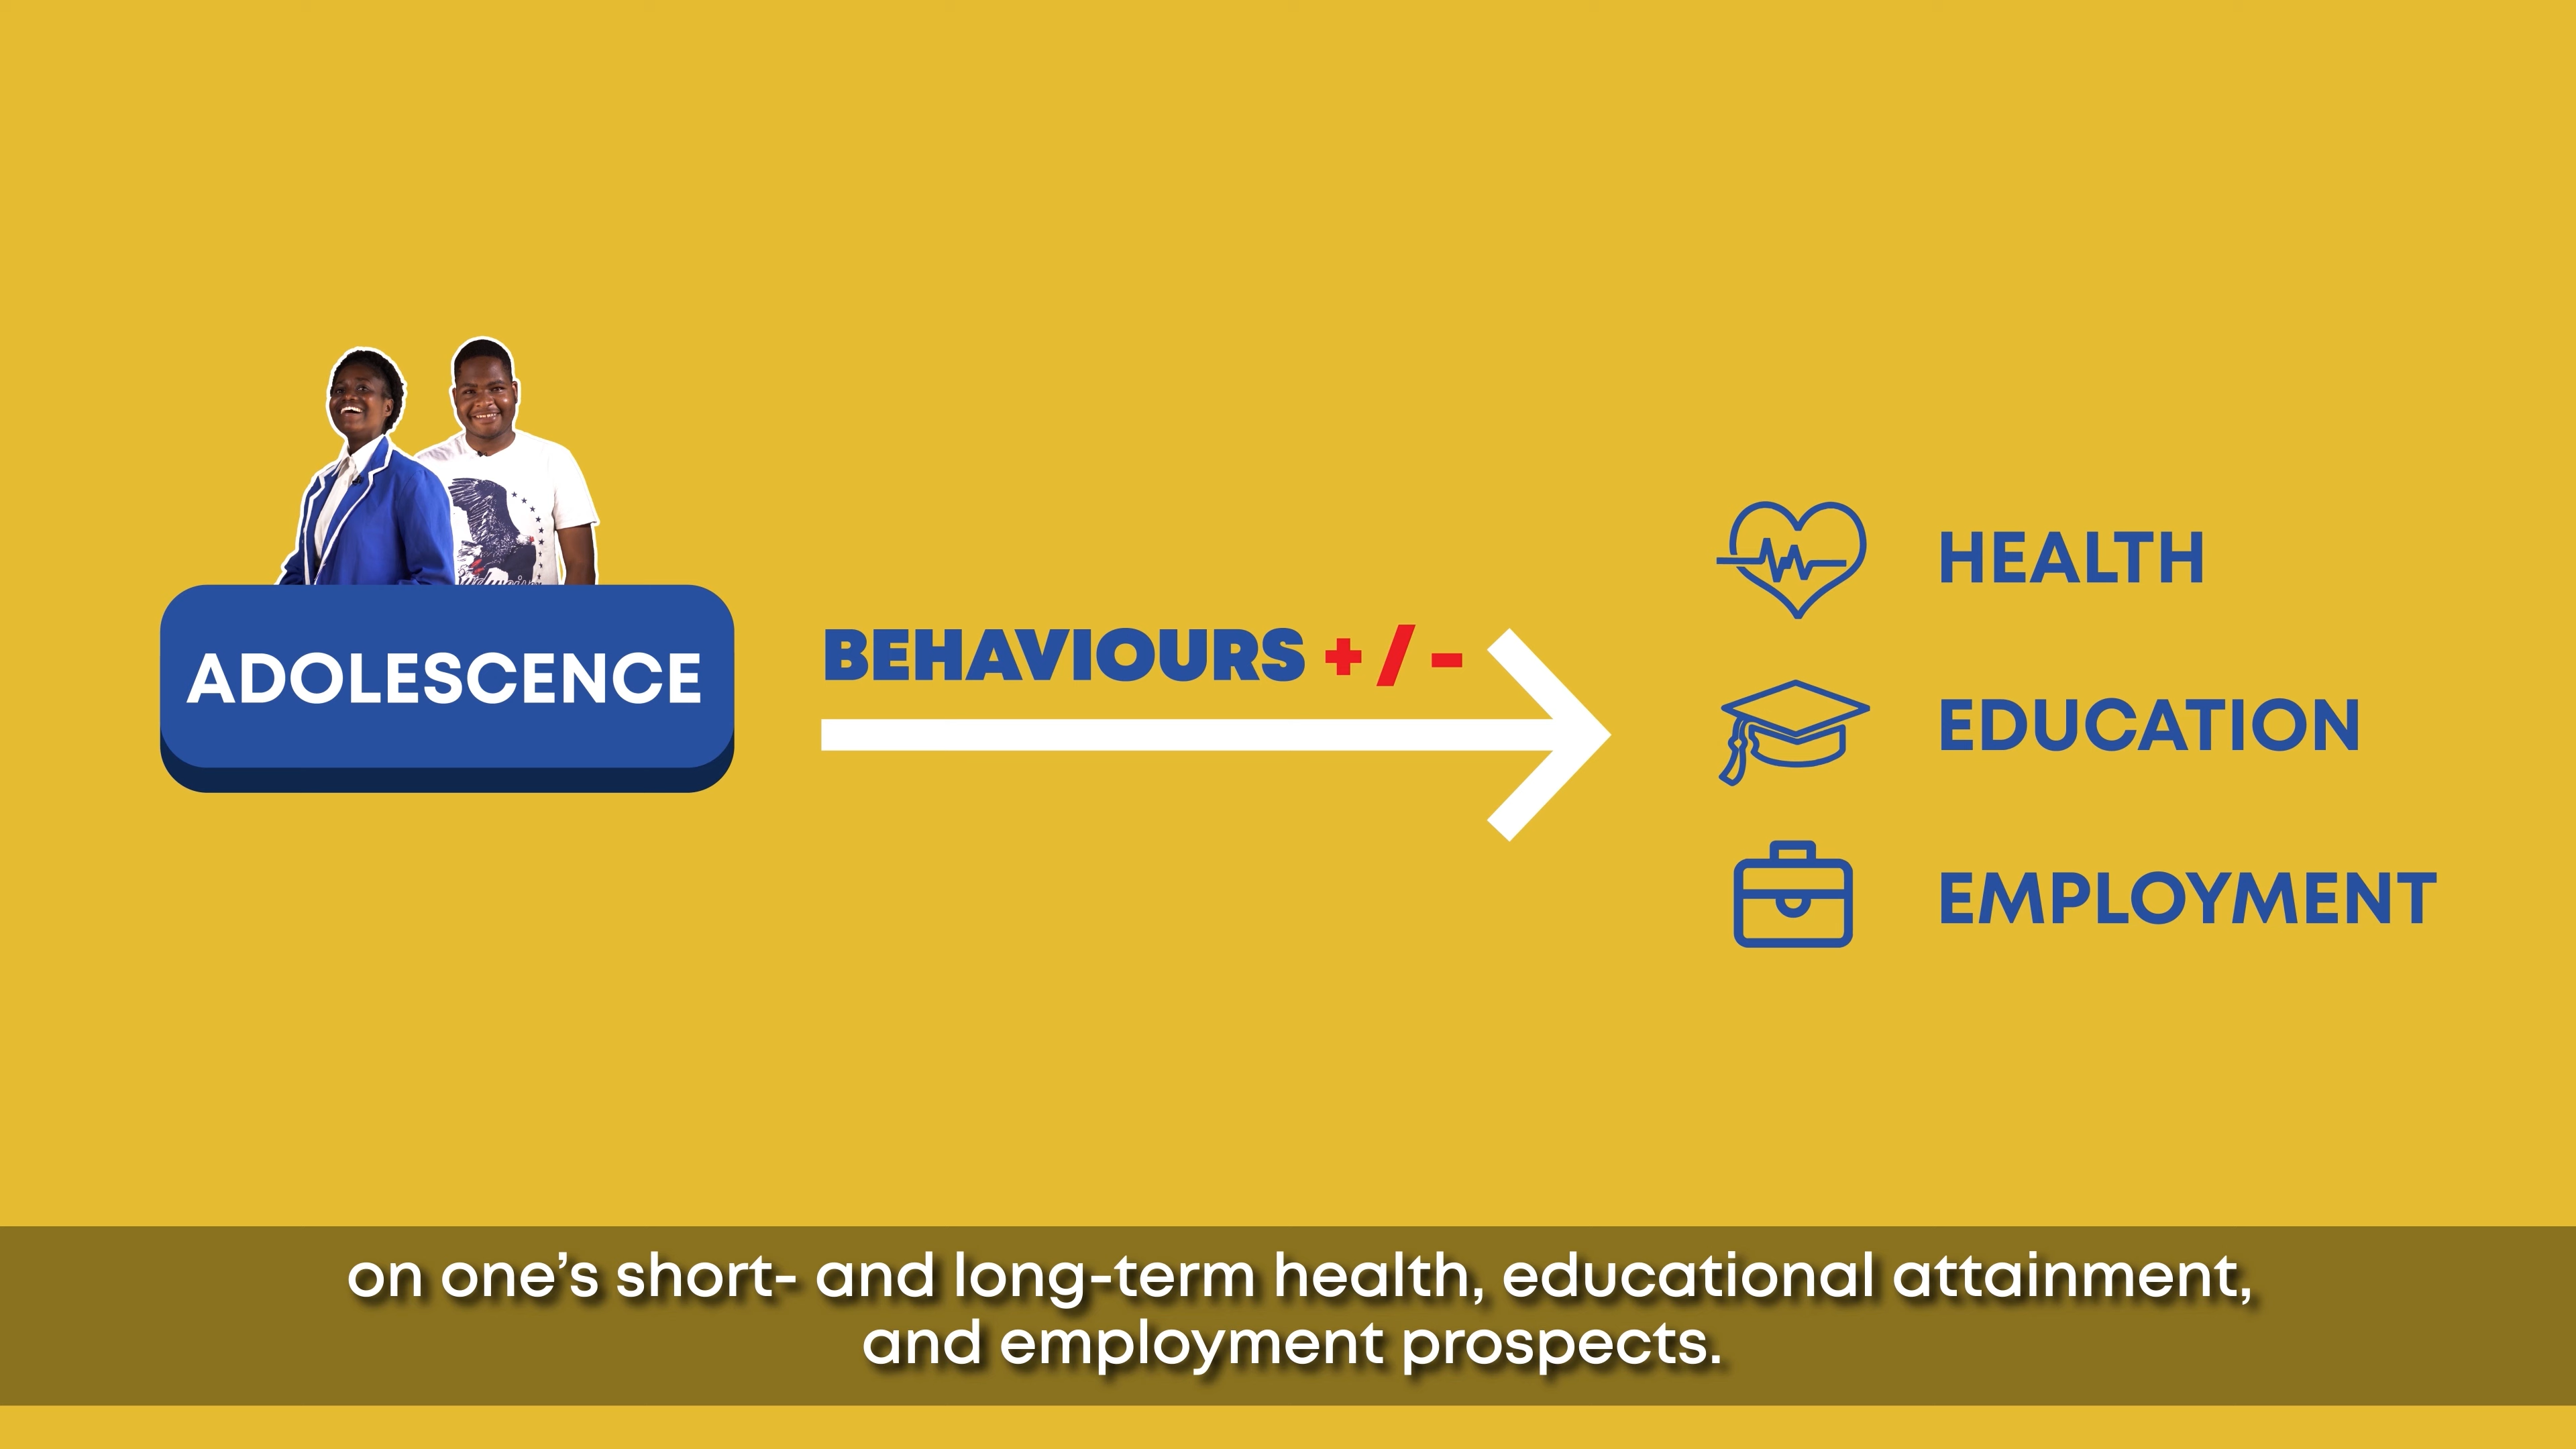 ADOLESCENCE
BEHAVIOURS +/-
HEALTH
EDUCATION
EMPLOYMENT
on one’s short- and long-term health, educational attainment,
and employment prospects.